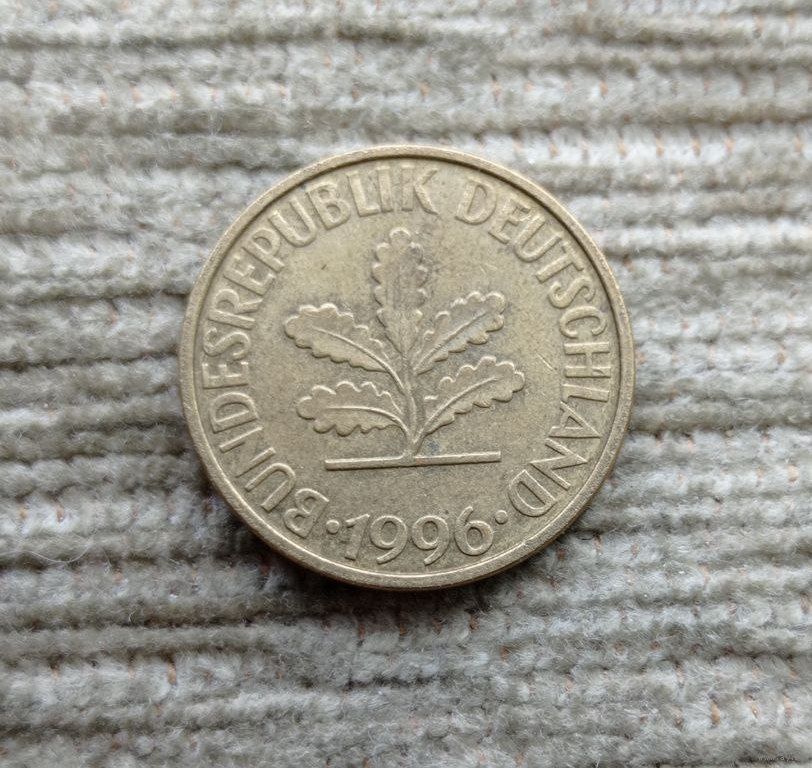 BUNDESREPUBLIK DEUTSCHLAND
· 1996 ·